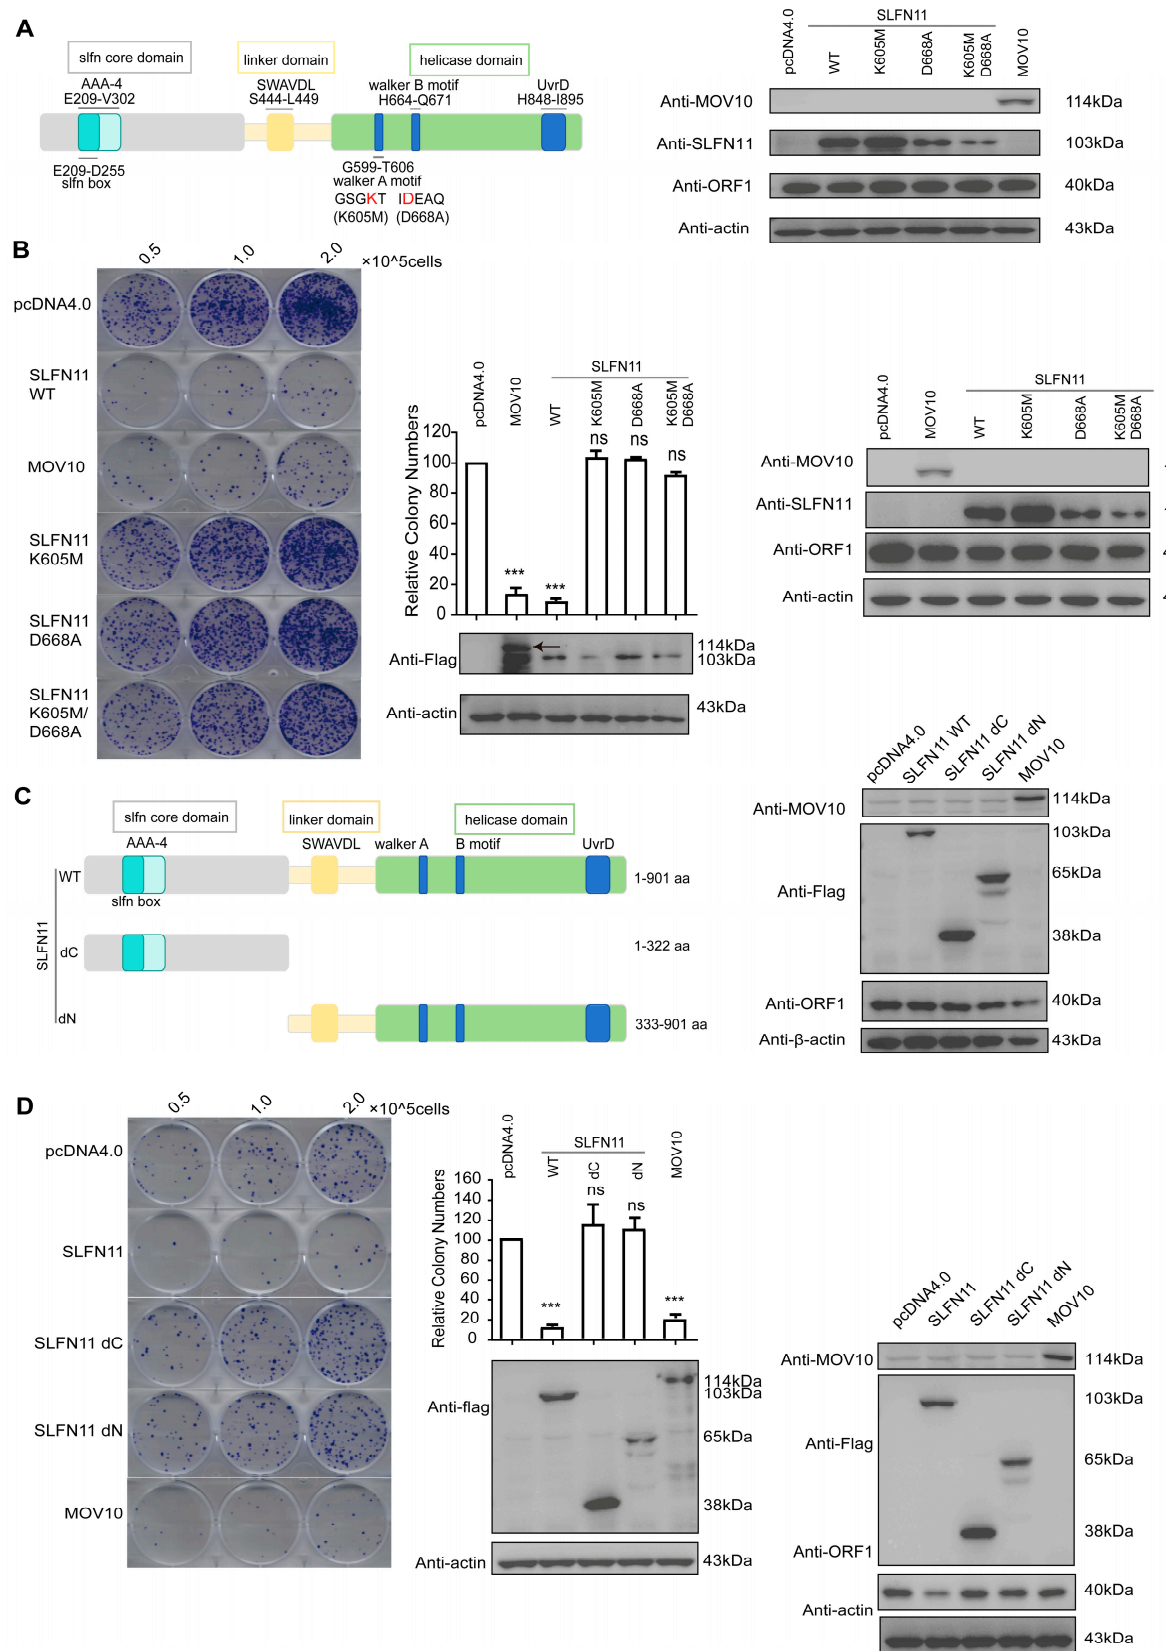 A
slfn core domain
linker domain
helicase domain
AAA-4
E209-V302
SWAVDL
S444-L449
walker B motif
H664-Q671
UvrD
H848-I895
E209-D255
slfn box
G599-T606
walker A motif
GSGKT IDEAQ
(K605M) (D668A)
SLFN11
pcDNA4.0
WT
K605M
D668A
K605M
D668A
MOV10
Anti-MOV10
114kDa
Anti-SLFN11
103kDa
Anti-ORF1
40kDa
Anti-actin
43kDa
B
0.5
1.0
2.0
×10^5cells
pcDNA4.0
SLFN11
WT
MOV10
SLFN11
K605M
SLFN11
D668A
SLFN11
K605M/
D668A
SLFN11
pcDNA4.0
MOV10
WT
K605M
D668A
K605M
D668A
Relative Colony Numbers
120
100
80
60
40
20
0
***
***
ns
ns
ns
Anti-Flag
114kDa
103kDa
Anti-actin
43kDa
SLFN11
pcDNA4.0
MOV10
WT
K605M
D668A
K605M
D668A
Anti-MOV10
Anti-SLFN11
Anti-ORF1
4
Anti-actin
4
C
slfn core domain
linker domain
helicase domain
AAA-4
SWAVDL
walker A
B motif
UvrD
SLFN11
WT
1-901 aa
slfn box
dC
1-322 aa
dN
333-901 aa
pcDNA4.0
SLFN11 WT
SLFN11 dC
SLFN11 dN
MOV10
Anti-MOV10
114kDa
103kDa
Anti-Flag
65kDa
38kDa
Anti-ORF1
40kDa
Anti-β-actin
43kDa
D
0.5
1.0
2.0
×10^5cells
pcDNA4.0
SLFN11
SLFN11 dC
SLFN11 dN
MOV10
pcDNA4.0
SLFN11
WT
dC
dN
MOV10
Relative Colony Numbers
160
140
120
100
80
60
40
20
0
***
ns
ns
***
Anti-flag
114kDa
103kDa
65kDa
38kDa
Anti-actin
43kDa
pcDNA4.0
SLFN11
SLFN11 dC
SLFN11 dN
MOV10
Anti-MOV10
114kDa
103kDa
Anti-Flag
65kDa
38kDa
Anti-ORF1
40kDa
Anti-actin
43kDa